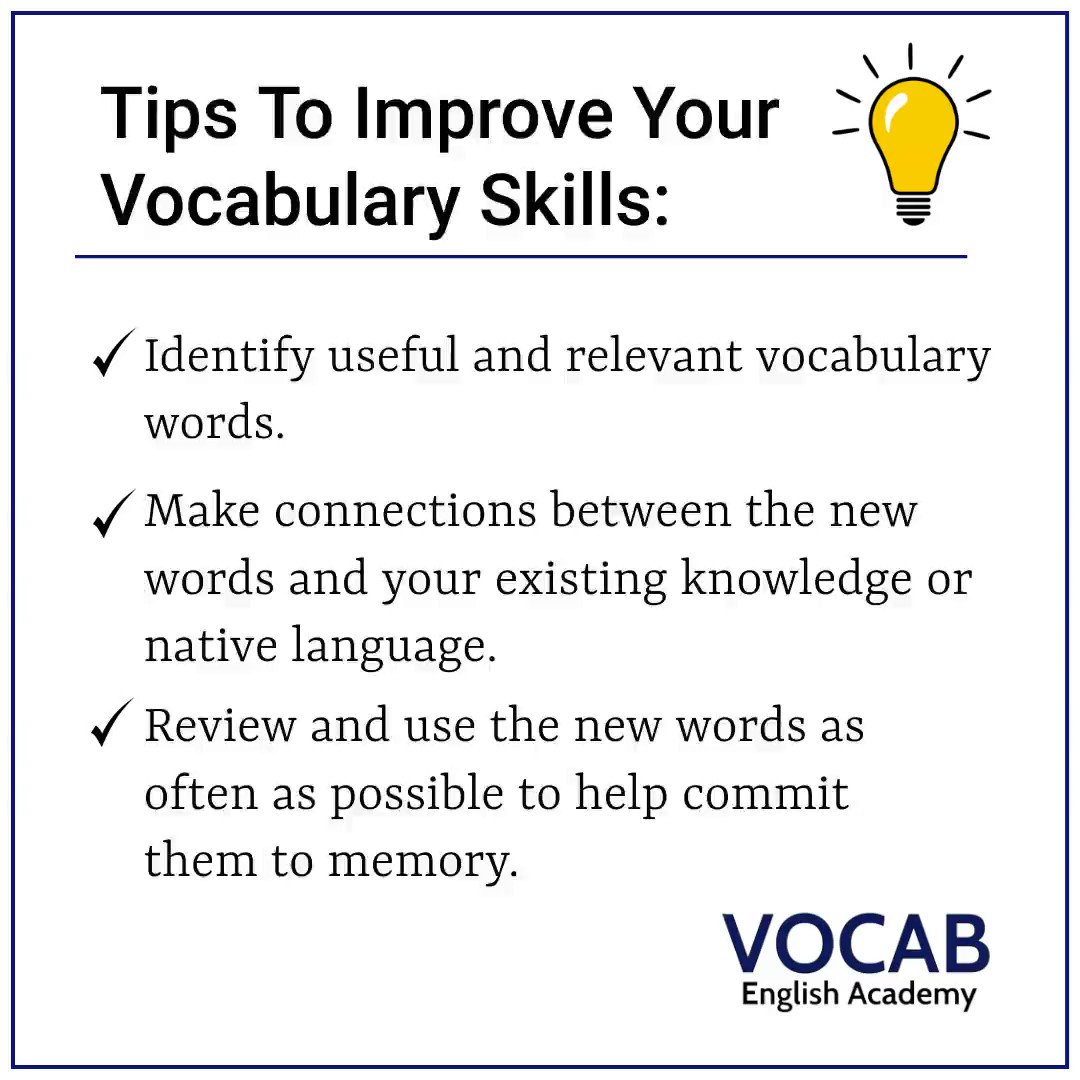 Tips To Improve Your
Vocabulary Skills:
Identify useful and relevant vocabulary
words.
Make connections between the new
words and your existing knowledge or
native language.
Review and use the new words as
often as possible to help commit
them to memory.
VOCAB
English Academy